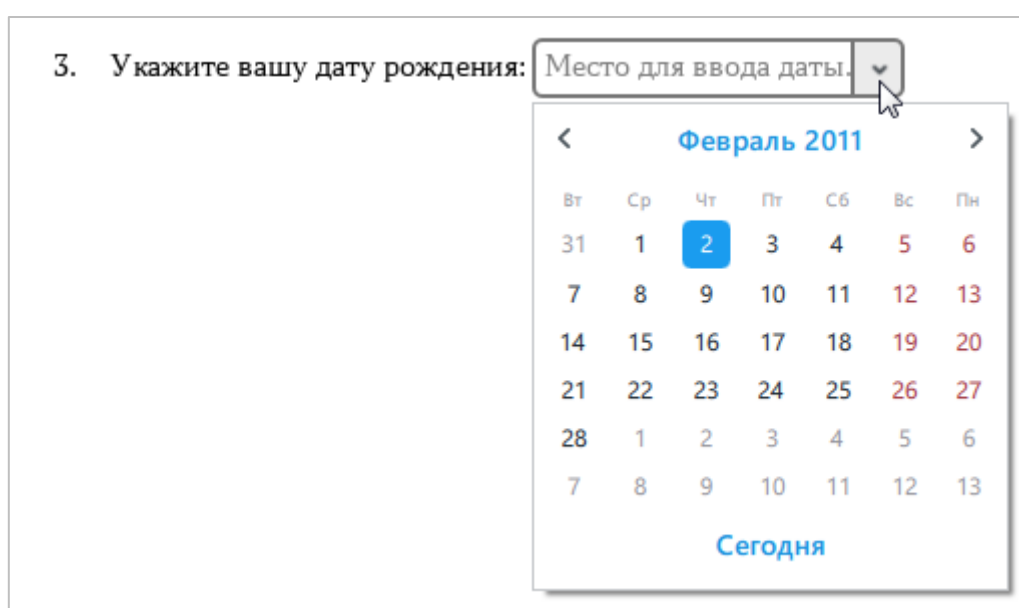 3. Укажите вашу дату рождения: Место для ввода даты.
Февраль 2011
Вт Ср Чт Пт Сб Вс Пн
31 1 2 3 4 5 6
7 8 9 10 11 12 13
14 15 16 17 18 19 20
21 22 23 24 25 26 27
28 1 2 3 4 5 6
7 8 9 10 11 12 13
Сегодня